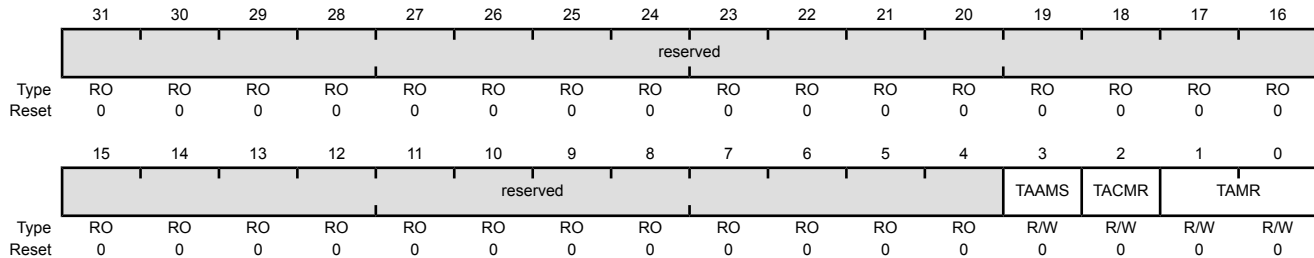 31 30 29 28 27 26 25 24 23 22 21 20 19 18 17 16
reserved
Type RO RO RO RO RO RO RO RO RO RO RO RO RO RO RO RO
Reset 0 0 0 0 0 0 0 0 0 0 0 0 0 0 0 0
15 14 13 12 11 10 9 8 7 6 5 4 3 2 1 0
reserved TAAMS TACMR TAMR
Type RO RO RO RO RO RO RO RO RO RO RO RO R/W R/W R/W R/W
Reset 0 0 0 0 0 0 0 0 0 0 0 0 0 0 0 0